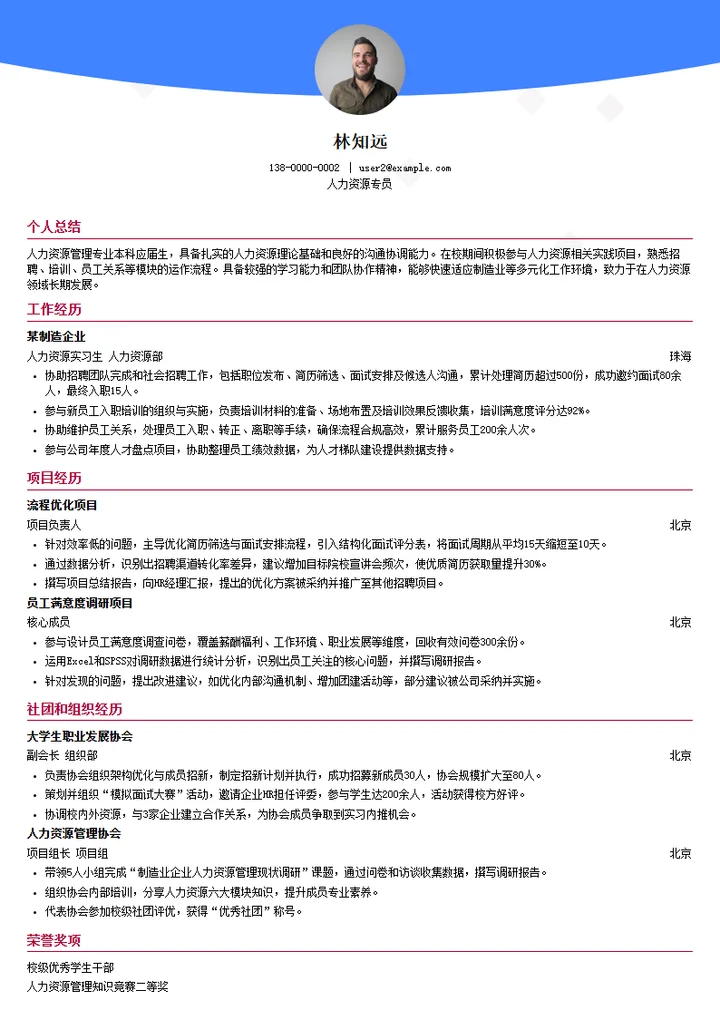 林知远
138-0000-0002 | user2@example.com
人力资源专员
个人总结
人力资源管理专业本科应届生，具备扎实的人力资源理论基础和良好的沟通协调能力。在校期间积极参与人力资源相关实践项目，熟悉招
聘、培训、员工关系等模块的运作流程。具备较强的学习能力和团队协作精神，能够快速适应制造业等多元化工作环境，致力于在人力资源
领域长期发展。
工作经历
某制造企业
人力资源实习生 人力资源部 珠海
• 协助招聘团队完成和社会招聘工作，包括职位发布、简历筛选、面试安排及候选人沟通，累计处理简历超过500份，成功邀约面试80余
人，最终入职15人。
• 参与新员工入职培训的组织与实施，负责培训材料的准备、场地布置及培训效果反馈收集，培训满意度评分达92%。
• 协助维护员工关系，处理员工入职、转正、离职等手续，确保流程合规高效，累计服务员工200余人次。
• 参与公司年度人才盘点项目，协助整理员工绩效数据，为人才梯队建设提供数据支持。
项目经历
流程优化项目
项目负责人 北京
• 针对效率低的问题，主导优化简历筛选与面试安排流程，引入结构化面试评分表，将面试周期从平均15天缩短至10天。
• 通过数据分析，识别出招聘渠道转化率差异，建议增加目标院校宣讲会频次，使优质简历获取量提升30%。
• 撰写项目总结报告，向HR经理汇报，提出的优化方案被采纳并推广至其他招聘项目。
员工满意度调研项目
核心成员 北京
• 参与设计员工满意度调查问卷，覆盖薪酬福利、工作环境、职业发展等维度，回收有效问卷300余份。
• 运用Excel和SPSS对调研数据进行统计分析，识别出员工关注的核心问题，并撰写调研报告。
• 针对发现的问题，提出改进建议，如优化内部沟通机制、增加团建活动等，部分建议被公司采纳并实施。
社团和组织经历
大学生职业发展协会
副会长 组织部 北京
• 负责协会组织架构优化与成员招新，制定招新计划并执行，成功招募新成员30人，协会规模扩大至80人。
• 策划并组织“模拟面试大赛”活动，邀请企业HR担任评委，参与学生达200余人，活动获得校方好评。
• 协调校内外资源，与3家企业建立合作关系，为协会成员争取到实习内推机会。
人力资源管理协会
项目组长 项目组 北京
• 带领5人小组完成“制造业企业人力资源管理现状调研”课题，通过问卷和访谈收集数据，撰写调研报告。
• 组织协会内部培训，分享人力资源六大模块知识，提升成员专业素养。
• 代表协会参加校级社团评优，获得“优秀社团”称号。
荣誉奖项
校级优秀学生干部
人力资源管理知识竞赛二等奖